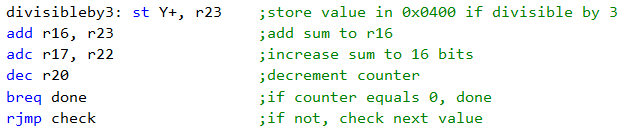 divisibleby3: st Y+, r23 ;store value in 0x0400 if divisible by 3
add r16, r23 ;add sum to r16
adc r17, r22 ;increase sum to 16 bits
dec r20 ;decrement counter
breq done ;if counter equals 0, done
rjmp check ;if not, check next value